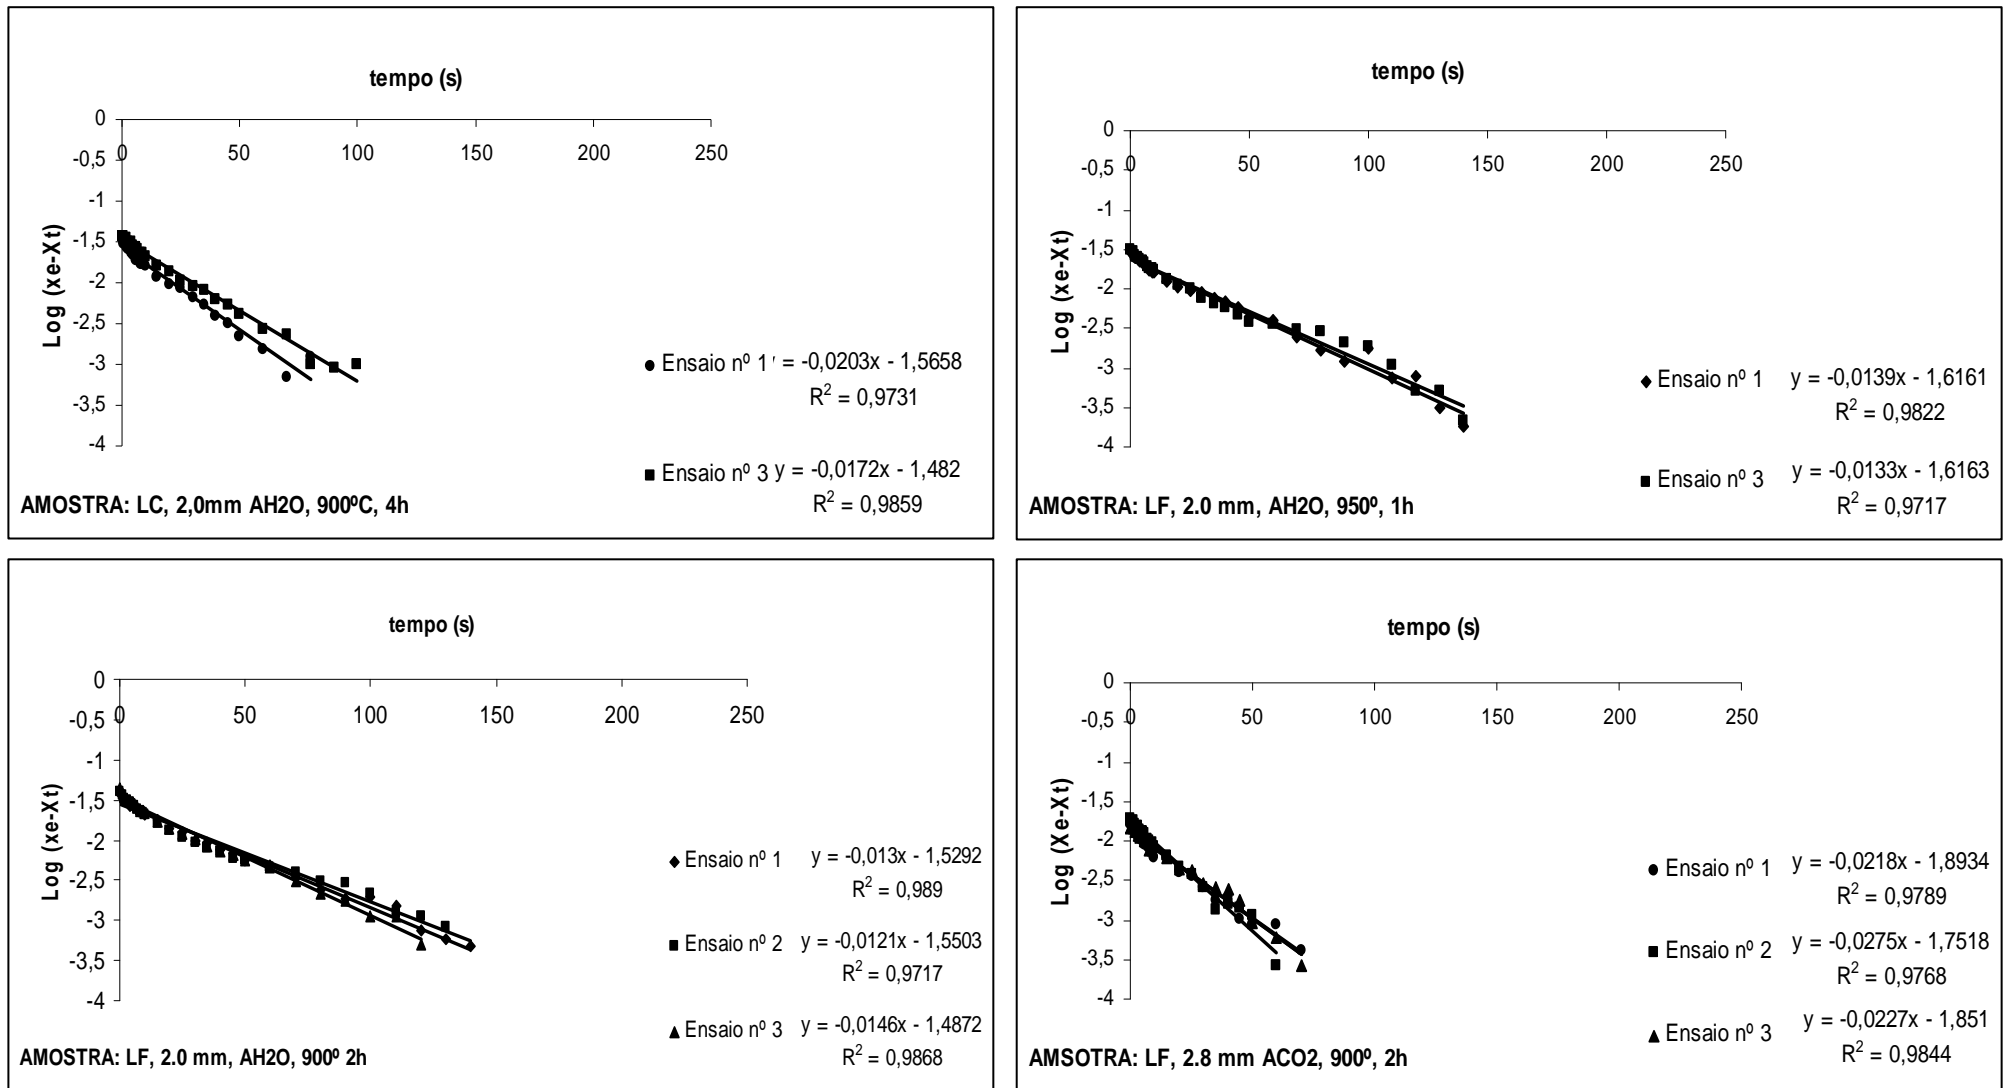 tempo (s)
0
0
50
100
150
200
250
-0,5
-1
-1,5
-2
-2,5
-3
-3,5
-4
Log (xe-Xt)
Ensaio nº 1 = -0,0203x - 1,5658
R² = 0,9731
Ensaio nº 3 y = -0,0172x - 1,482
R² = 0,9859
AMOSTRA: LC, 2,0mm AH2O, 900ºC, 4h
tempo (s)
0
0
50
100
150
200
250
-0,5
-1
-1,5
-2
-2,5
-3
-3,5
-4
Log (xe-Xt)
Ensaio nº 1 y = -0,0139x - 1,6161
R² = 0,9822
Ensaio nº 3 y = -0,0133x - 1,6163
R² = 0,9717
AMOSTRA: LF, 2.0 mm, AH2O, 950º, 1h
tempo (s)
0
0
50
100
150
200
250
-0,5
-1
-1,5
-2
-2,5
-3
-3,5
-4
Log (xe-Xt)
Ensaio nº 1 y = -0,013x - 1,5292
R² = 0,989
Ensaio nº 2 y = -0,0121x - 1,5503
R² = 0,9717
Ensaio nº 3 y = -0,0146x - 1,4872
R² = 0,9868
AMOSTRA: LF, 2.0 mm, AH2O, 900º 2h
tempo (s)
0
0
50
100
150
200
250
-0,5
-1
-1,5
-2
-2,5
-3
-3,5
-4
Log (Xe-Xt)
Ensaio nº 1 y = -0,0218x - 1,8934
R² = 0,9789
Ensaio nº 2 y = -0,0275x - 1,7518
R² = 0,9768
Ensaio nº 3 y = -0,0227x - 1,851
R² = 0,9844
AMSOTRA: LF, 2.8 mm ACO2, 900º, 2h